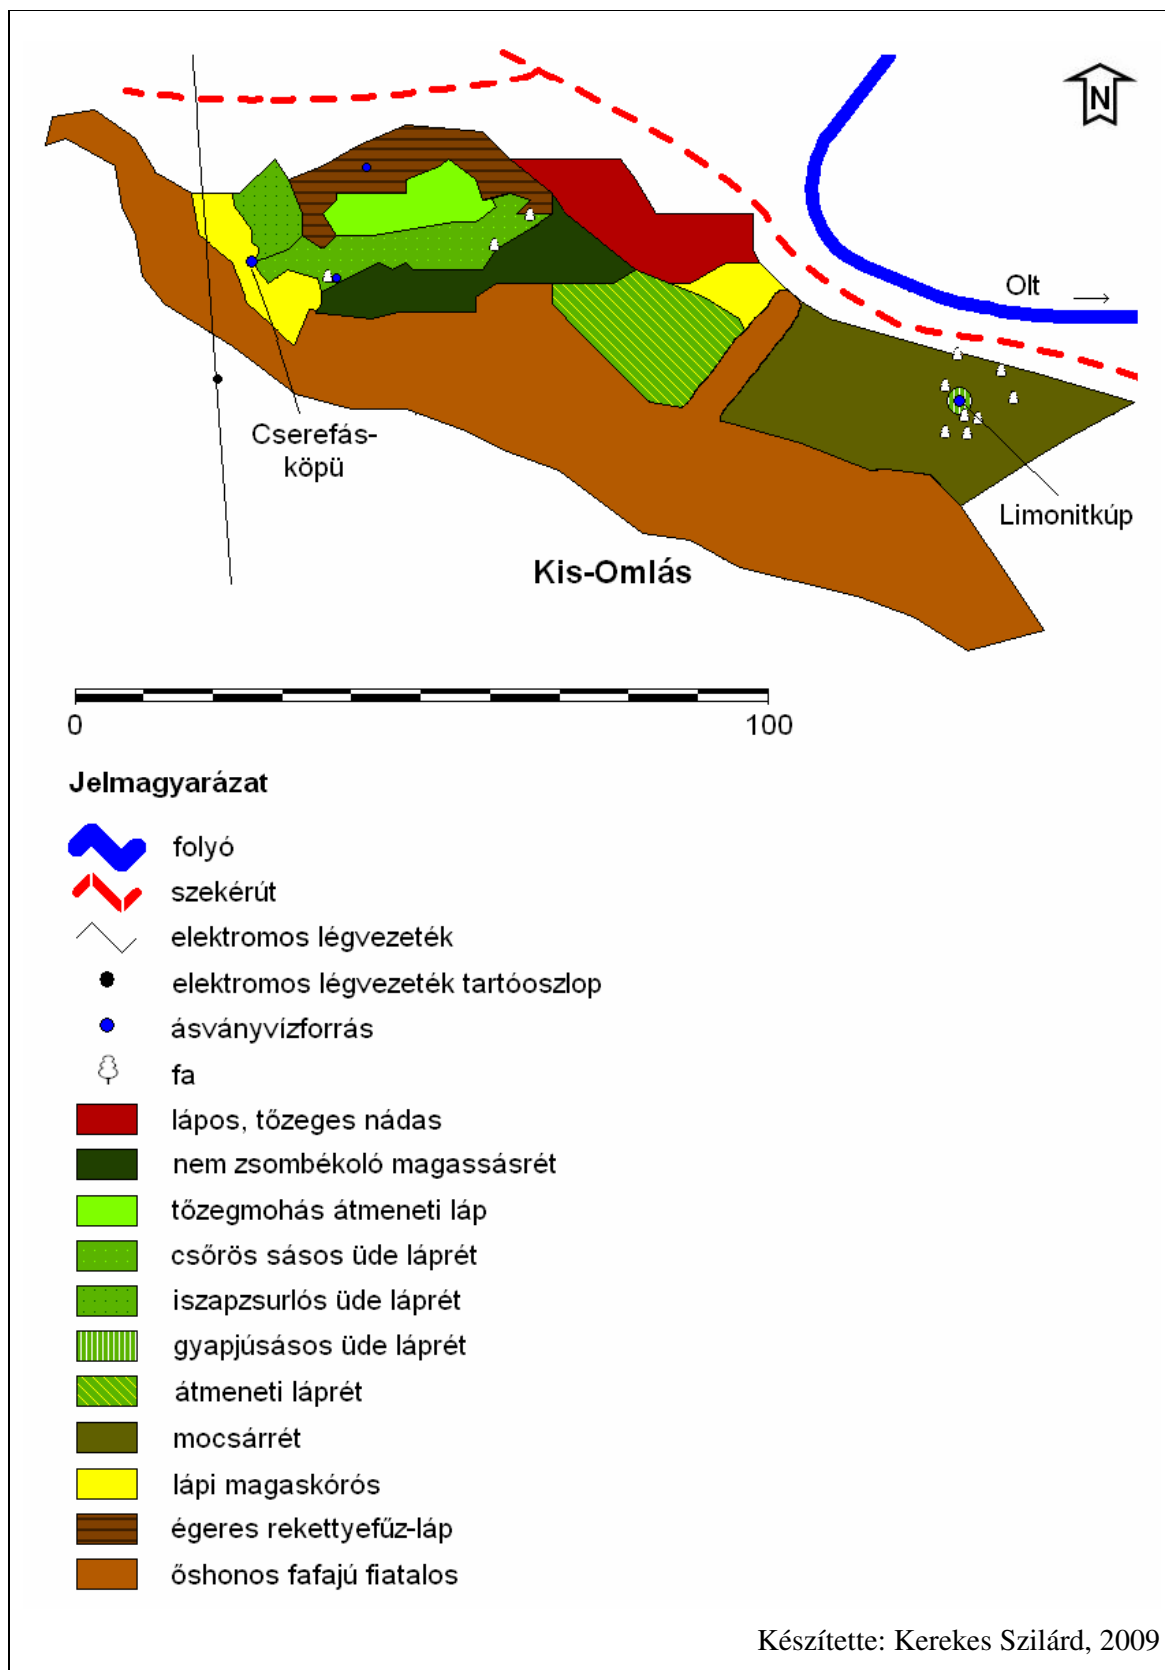 N
Olt
Cserefás-
köpü
Limonitkúp
Kis-Omlás
0 100
Jelmagyarázat
folyó
szekérút
elektromos légvezeték
elektromos légvezeték tartóoszlop
ásványvízforrás
fa
lápos, tőzeges nádas
nem zsombékoló magassásrét
tőzegmohás átmeneti láp
csőrös sásos üde láprét
iszapzsurlós üde láprét
gyapjúsásos üde láprét
átmeneti láprét
mocsárrét
lápi magaskórós
égeres rekettyefűz-láp
őshonos fafajú fiatalos
Készítette: Kerekes Szilárd, 2009